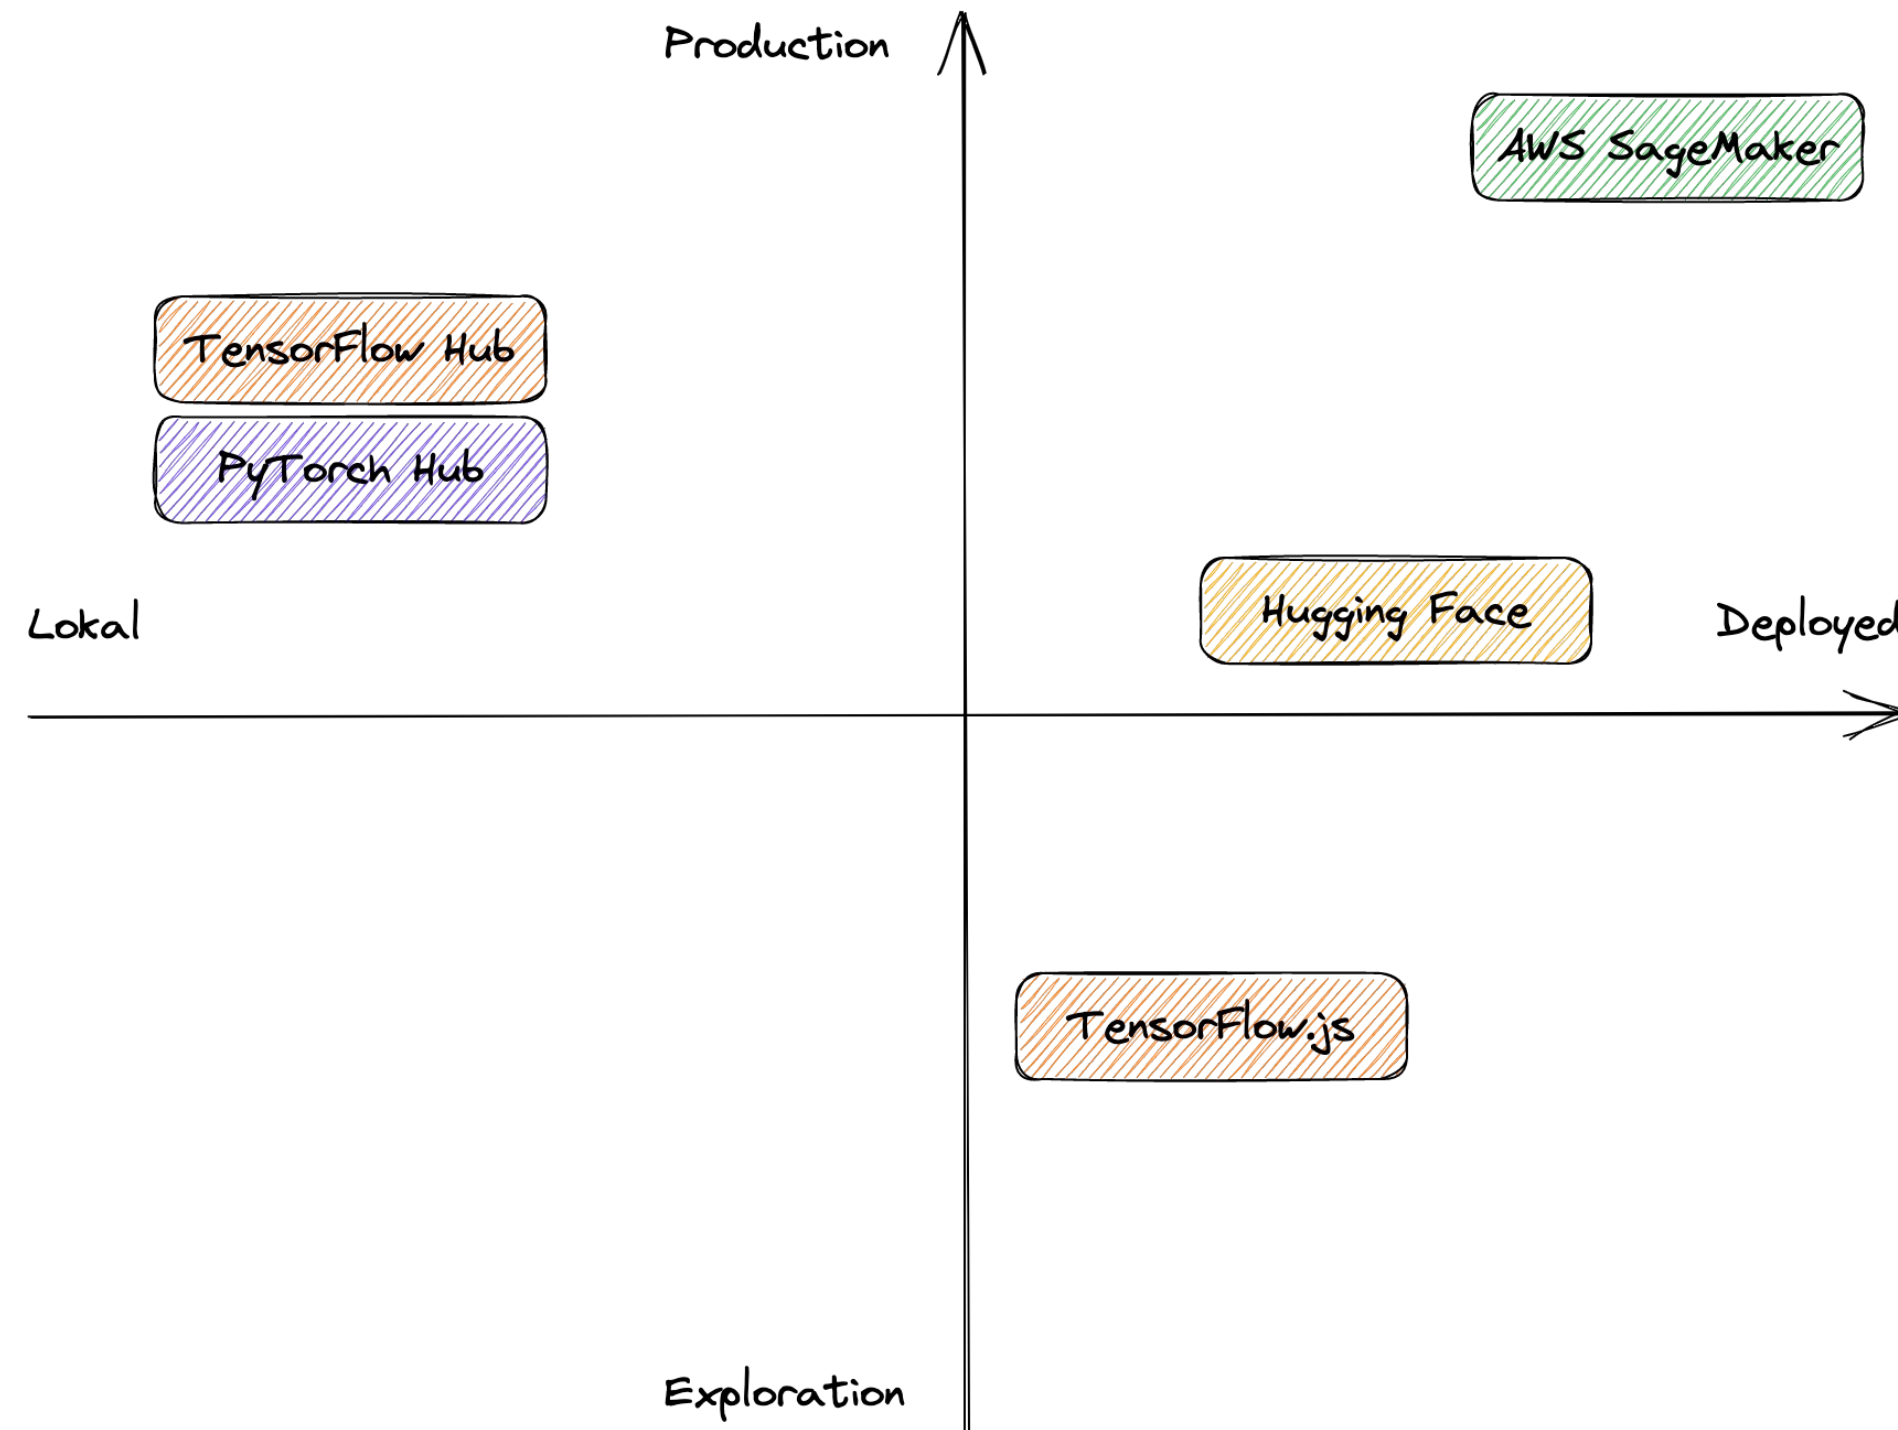 Production
AWS SageMaker
TensorFlow Hub
PyTorch Hub
Hugging Face
Lokal
Deployed
TensorFlow.js
Exploration